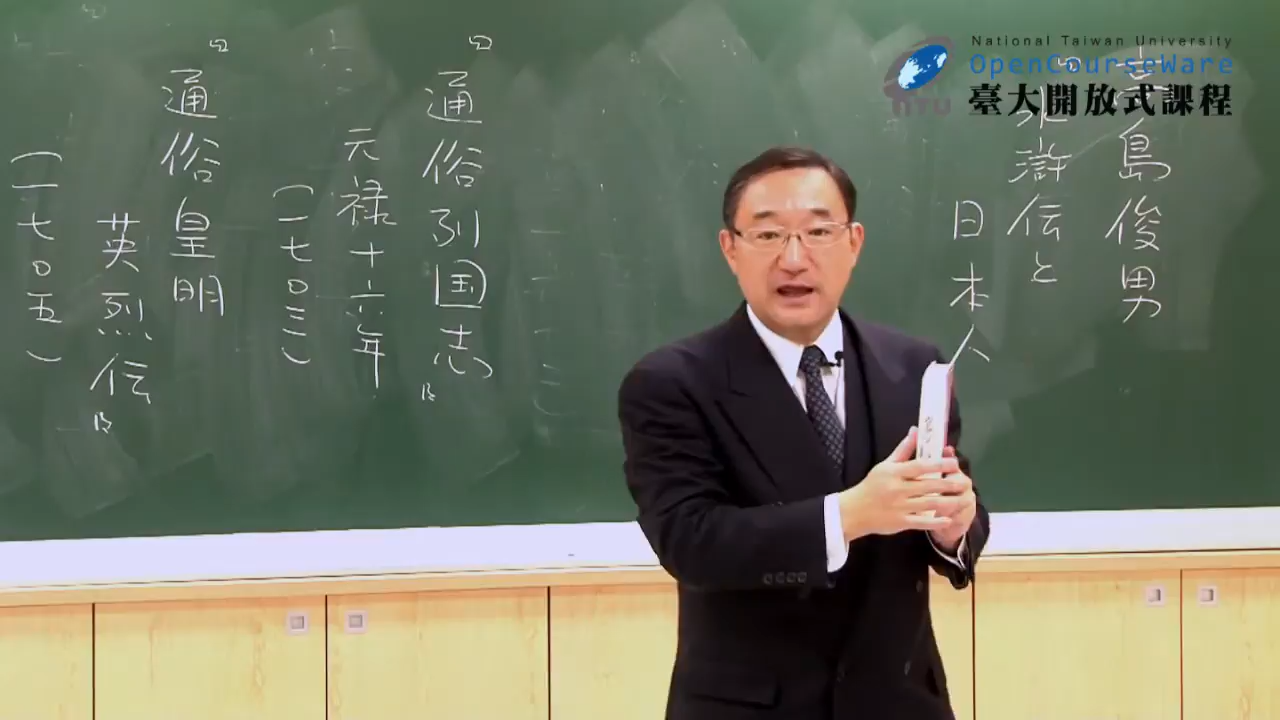 National Taiwan University
OpenCourseWare
臺大開放式課程
NTU
島俊男
『水滸伝と
日本人
『通俗列国志』
元禄十六年
(一七〇三)
『通俗皇明
英烈伝』
(一七〇五)